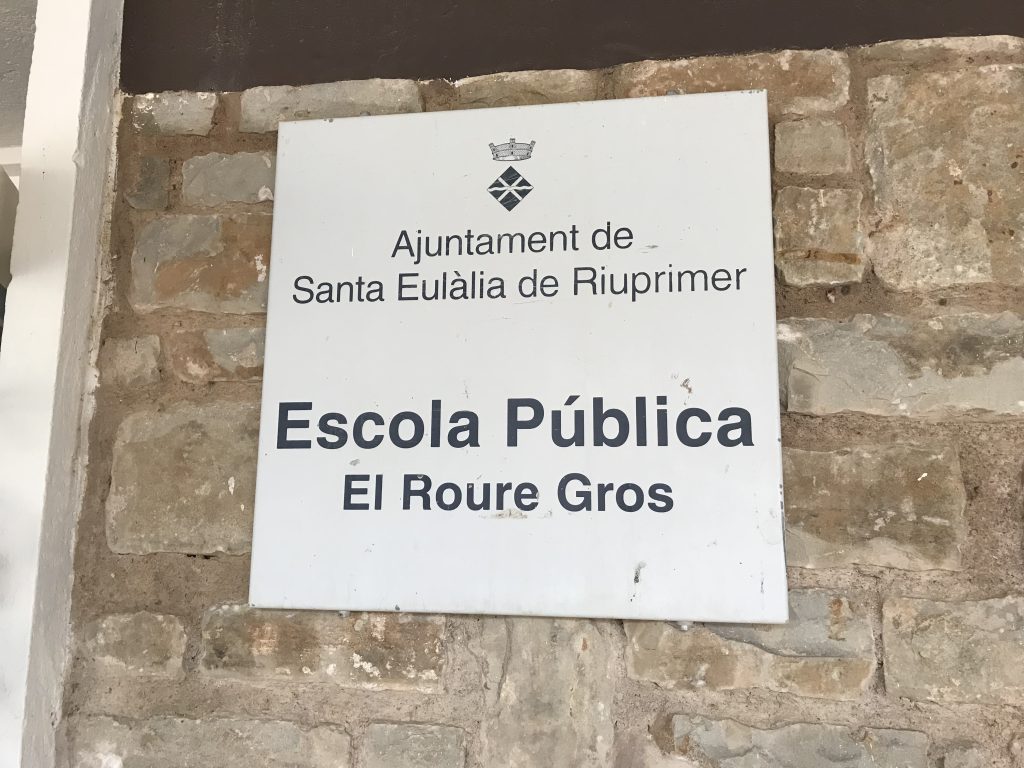 Ajuntament de
Santa Eulàlia de Riuprimer
Escola Pública
El Roure Gros